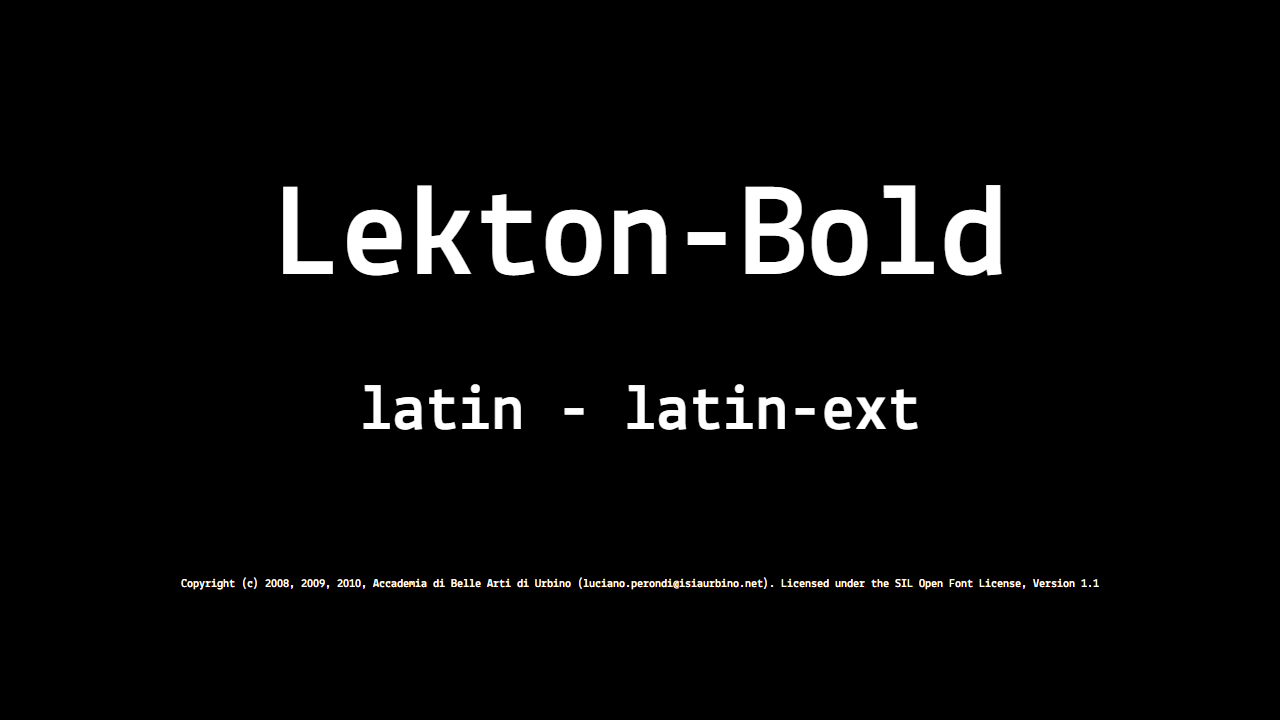 Lekton-Bold
latin - latin-ext
Copyright (c) 2008, 2009, 2010, Accademia di Belle Arti di Urbino (luciano.perondi@isiaurbino.net). Licensed under the SIL Open Font License, Version 1.1